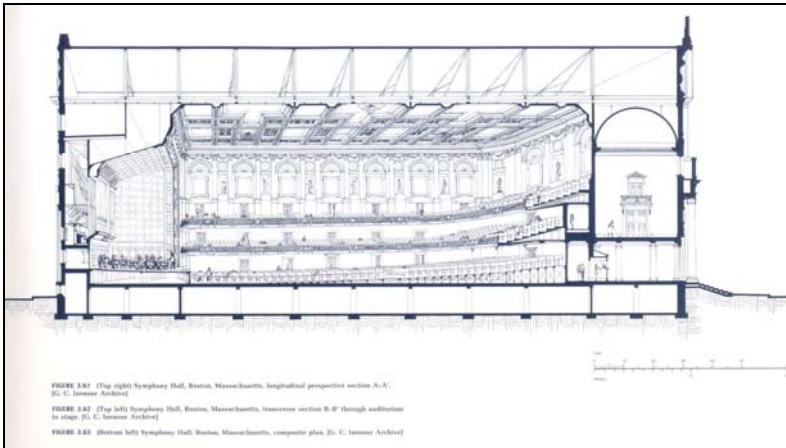 FIGURE 3.61 (Top right) Symphony Hall, Boston, Massachusetts, longitudinal perspective section A–A'.
[G. C. Izenour Archive]
FIGURE 3.62 (Top left) Symphony Hall, Boston, Massachusetts, transverse section B–B' through auditorium
to stage. [G. C. Izenour Archive]
FIGURE 3.63 (Bottom left) Symphony Hall, Boston, Massachusetts, composite plan. [G. C. Izenour Archive]